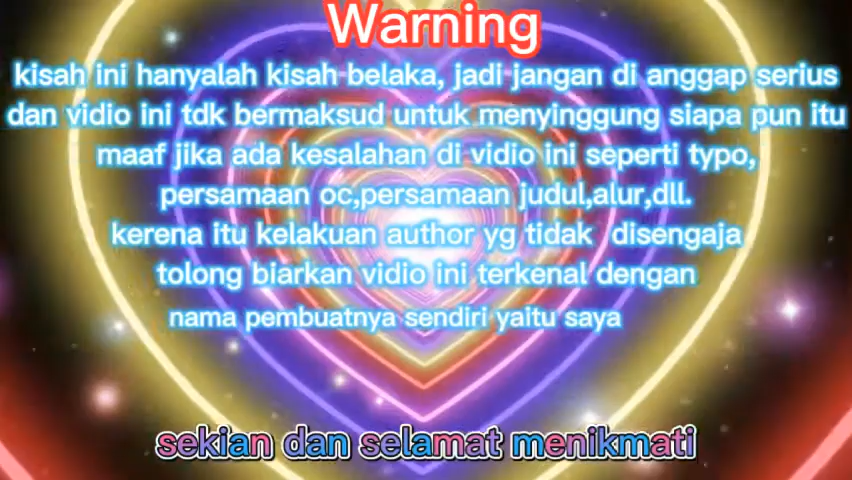 Warning
kisah ini hanyalah kisah belaka, jadi jangan di anggap serius
dan vidio ini tdk bermaksud untuk menyinggung siapa pun itu
maaf jika ada kesalahan di vidio ini seperti typo,
persamaan oc,persamaan judul,alur,dll.
kerena itu kelakuan author yg tidak disengaja
tolong biarkan vidio ini terkenal dengan
nama pembuatnya sendiri yaitu saya
sekian dan selamat menikmati